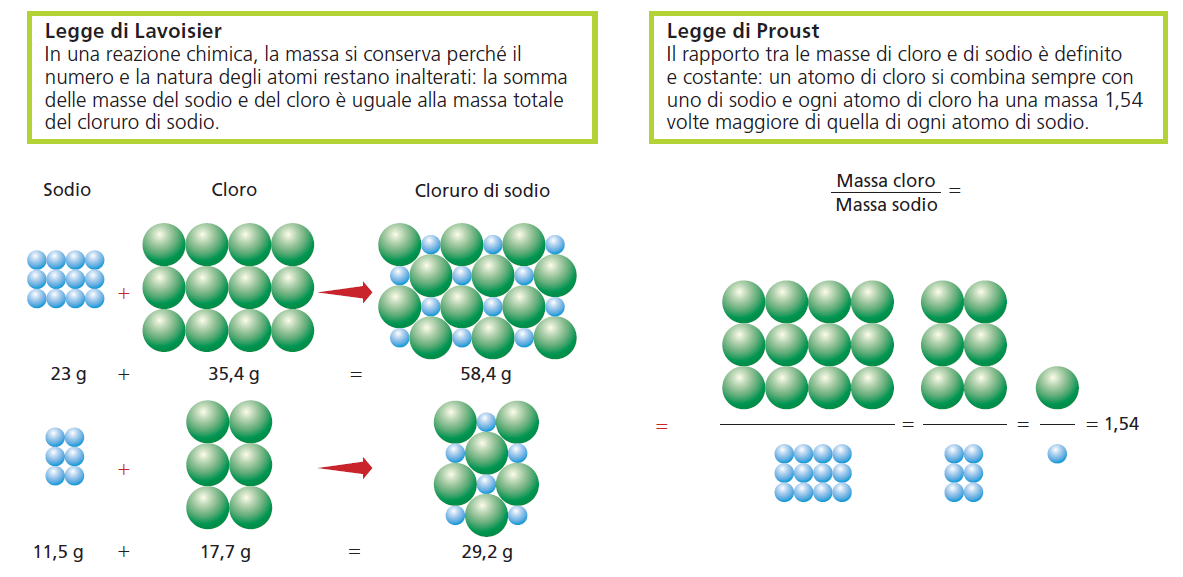 Legge di Lavoisier
In una reazione chimica, la massa si conserva perché il
numero e la natura degli atomi restano inalterati: la somma
delle masse del sodio e del cloro è uguale alla massa totale
del cloruro di sodio.
Sodio Cloro Cloruro di sodio
+
23 g + 35,4 g = 58,4 g
+
11,5 g + 17,7 g = 29,2 g
Legge di Proust
Il rapporto tra le masse di cloro e di sodio è definito
e costante: un atomo di cloro si combina sempre con
uno di sodio e ogni atomo di cloro ha una massa 1,54
volte maggiore di quella di ogni atomo di sodio.
Massa cloro
=
Massa sodio
= = = = 1,54